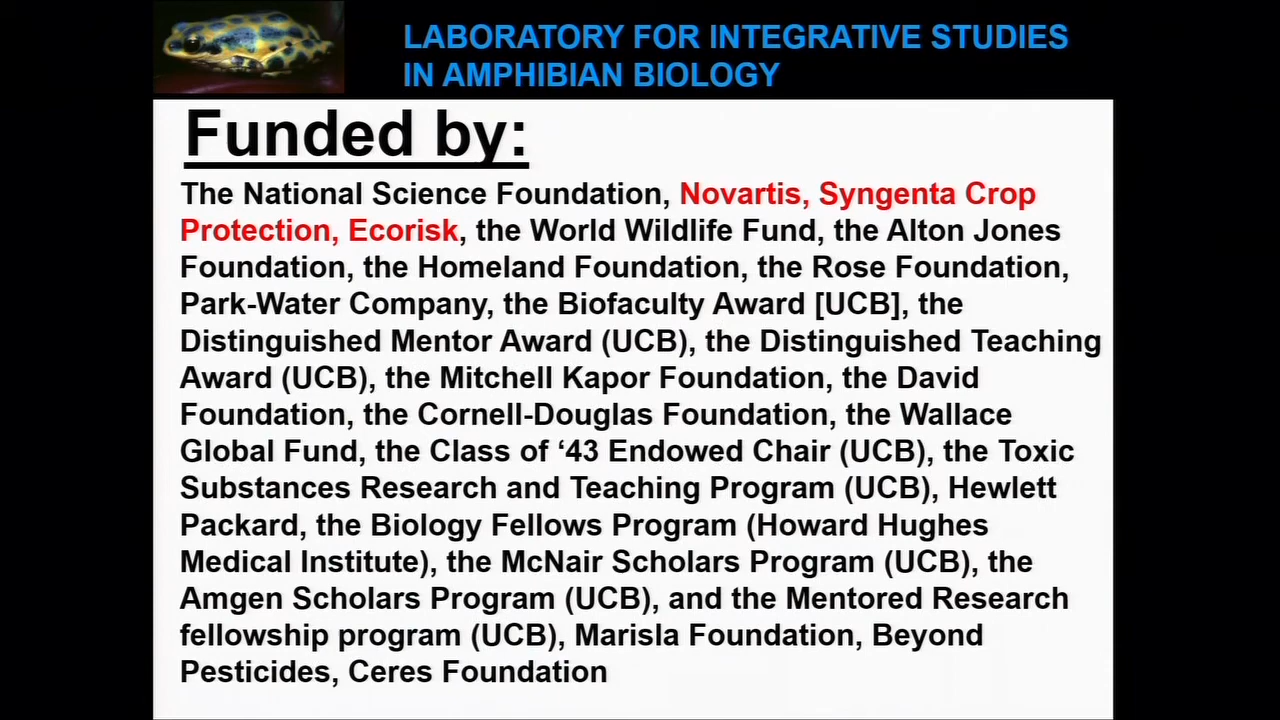 LABORATORY FOR INTEGRATIVE STUDIES
IN AMPHIBIAN BIOLOGY
Funded by:
The National Science Foundation, Novartis, Syngenta Crop
Protection, Ecorisk, the World Wildlife Fund, the Alton Jones
Foundation, the Homeland Foundation, the Rose Foundation,
Park-Water Company, the Biofaculty Award [UCB], the
Distinguished Mentor Award (UCB), the Distinguished Teaching
Award (UCB), the Mitchell Kapor Foundation, the David
Foundation, the Cornell-Douglas Foundation, the Wallace
Global Fund, the Class of ‘43 Endowed Chair (UCB), the Toxic
Substances Research and Teaching Program (UCB), Hewlett
Packard, the Biology Fellows Program (Howard Hughes
Medical Institute), the McNair Scholars Program (UCB), the
Amgen Scholars Program (UCB), and the Mentored Research
fellowship program (UCB), Marisla Foundation, Beyond
Pesticides, Ceres Foundation